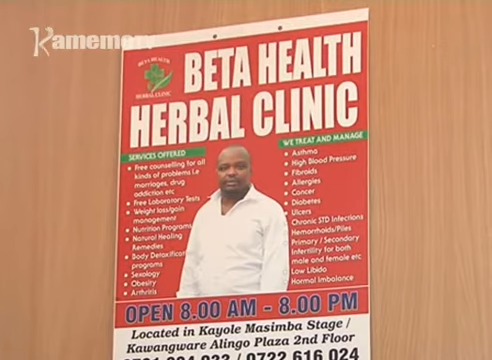 Kamemetv
BETA HEALTH
HERBAL CLINIC
BETA HEALTH
HERBAL CLINIC
SERVICES OFFERED
Free counselling for all
kinds of problems i.e
marriages, drug
addiction etc
Free Laborotory Tests
Weight loss/gain
management
Nutrition Programs
Natural Healing
Remedies
Body Detoxification
programs
Sexology
Obesity
Arthritis
WE TREAT AND MANAGE
Asthma
High Blood Pressure
Fibroids
Allergies
Cancer
Diabetes
Ulcers
Chronic STD Infections
Hemorrhoids/Piles
Primary / Secondary
Infertility for both
male and female etc
Low Libido
Hormal Imbalance
OPEN 8.00 AM - 8.00 PM
Located in Kayole Masimba Stage /
Kawangware Alingo Plaza 2nd Floor
/ 0722 616 024